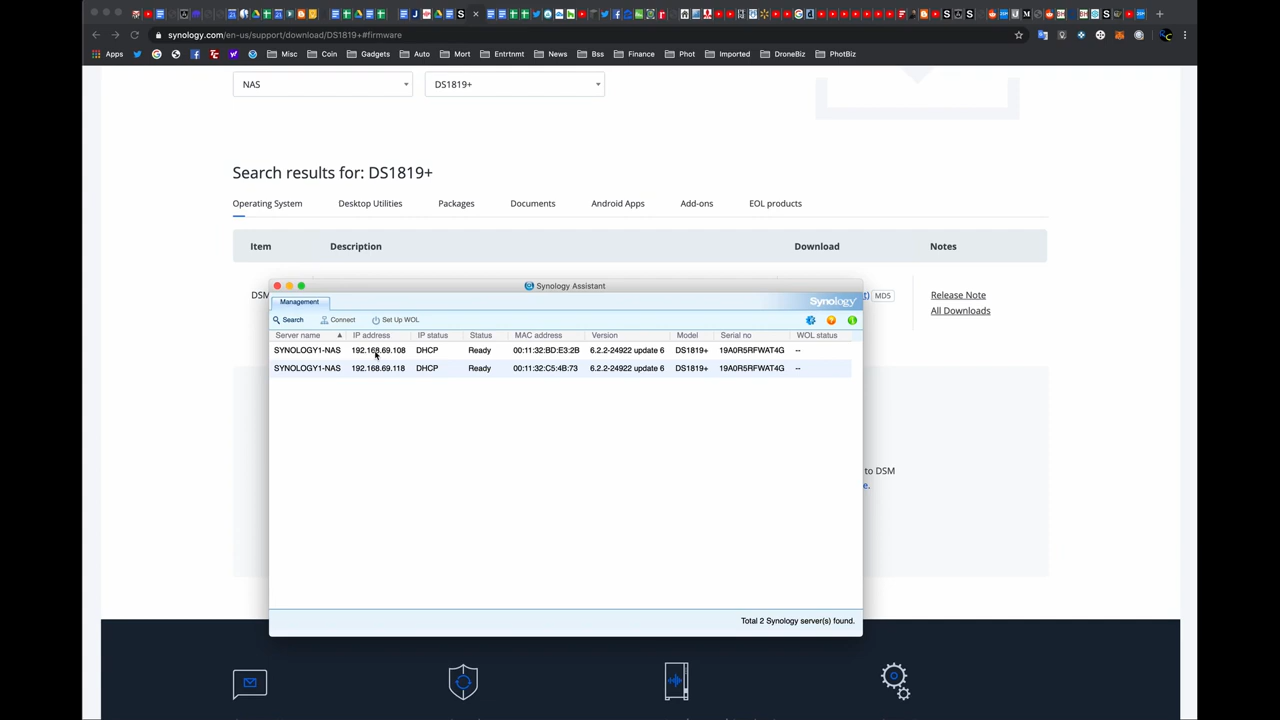 synology.com/en-us/support/download/DS1819+#firmware
Apps Misc Coin Gadgets Auto Mort Entrtnmt News Bss Finance Phot Imported DroneBiz PhotBiz
NAS DS1819+
Search results for: DS1819+
Operating System Desktop Utilities Packages Documents Android Apps Add-ons EOL products
Item Description Download Notes
DSM MD5 Release Note
All Downloads
Synology Assistant
Management Synology
Search Connect Set Up WOL
Server name IP address IP status Status MAC address Version Model Serial no WOL status
SYNOLOGY1-NAS 192.168.69.108 DHCP Ready 00:11:32:BD:E3:2B 6.2.2-24922 update 6 DS1819+ 19A0R5RFWAT4G --
SYNOLOGY1-NAS 192.168.69.118 DHCP Ready 00:11:32:C5:4B:73 6.2.2-24922 update 6 DS1819+ 19A0R5RFWAT4G --
to DSM
e.
Total 2 Synology server(s) found.